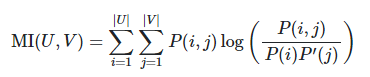 MI(U, V) = \sum_{i=1}^{|U|} \sum_{j=1}^{|V|} P(i, j) \log \left( \frac{P(i, j)}{P(i)P'(j)} \right)